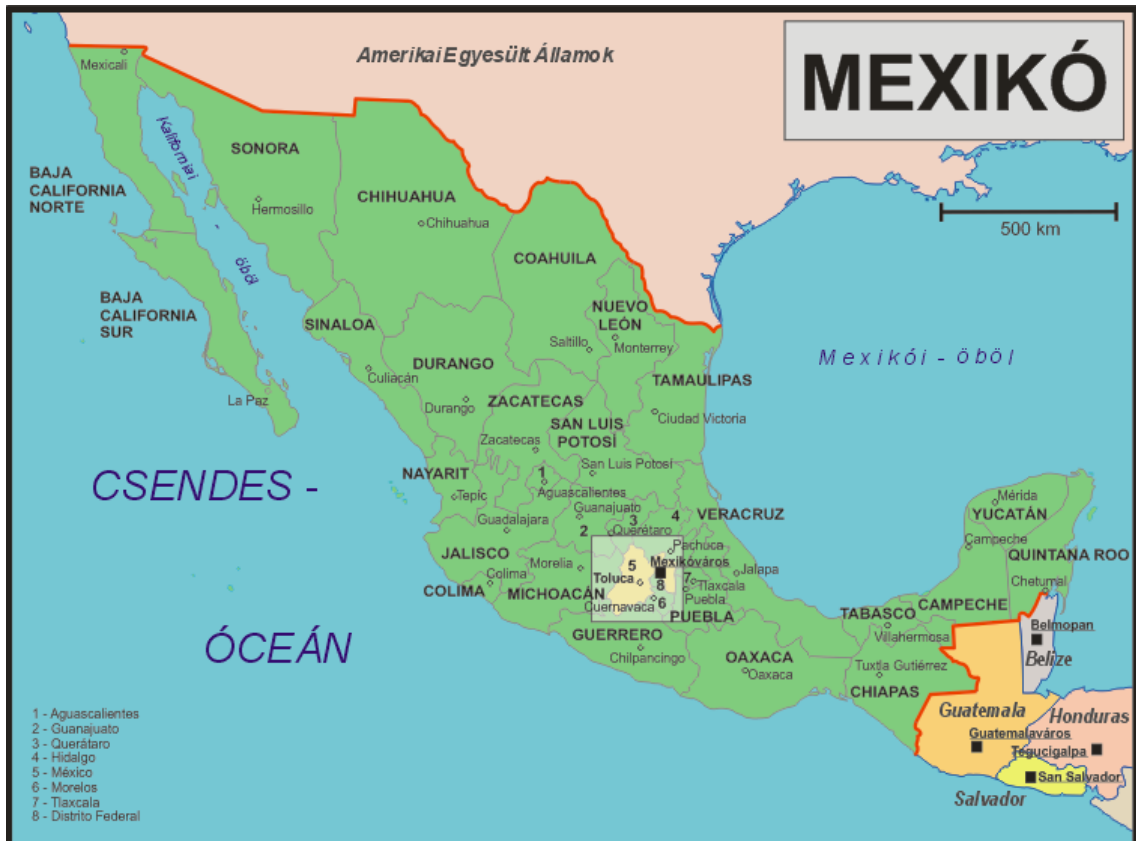 MEXIKÓ
Amerikai Egyesült Államok
Mexicali
Kaliforniai
- öböl
SONORA
Hermosillo
BAJA
CALIFORNIA
NORTE
CHIHUAHUA
Chihuahua
500 km
COAHUILA
BAJA
CALIFORNIA
SUR
SINALOA
NUEVO
LEÓN
Saltillo
Monterrey
Mexikói - öböl
DURANGO
Culiacán
TAMAULIPAS
La Paz
Durango
ZACATECAS
Ciudad Victoria
SAN LUIS
POTOSÍ
Zacatecas
San Luis Potosí
CSENDES -
ÓCEÁN
NAYARIT
Tepic
1
Aguascalientes
Guanajuato
2
3
Querétaro
4
VERACRUZ
Guadalajara
Pachuca
Mexikóváros
5
Toluca
8
7
Tlaxcala
Jalapa
JALISCO
Morelia
Colima
COLIMA
MICHOACÁN
Cuernavaca
6
Puebla
PUEBLA
GUERRERO
Chilpancingo
OAXACA
Oaxaca
Mérida
YUCATÁN
Campeche
QUINTANA ROO
Chetumal
TABASCO
CAMPECHE
Villahermosa
Tuxtla Gutiérrez
CHIAPAS
Belmopan
Belize
Guatemala
Guatemalaváros
Honduras
Tegucigalpa
San Salvador
Salvador
1 - Aguascalientes
2 - Guanajuato
3 - Querétaro
4 - Hidalgo
5 - México
6 - Morelos
7 - Tlaxcala
8 - Distrito Federal